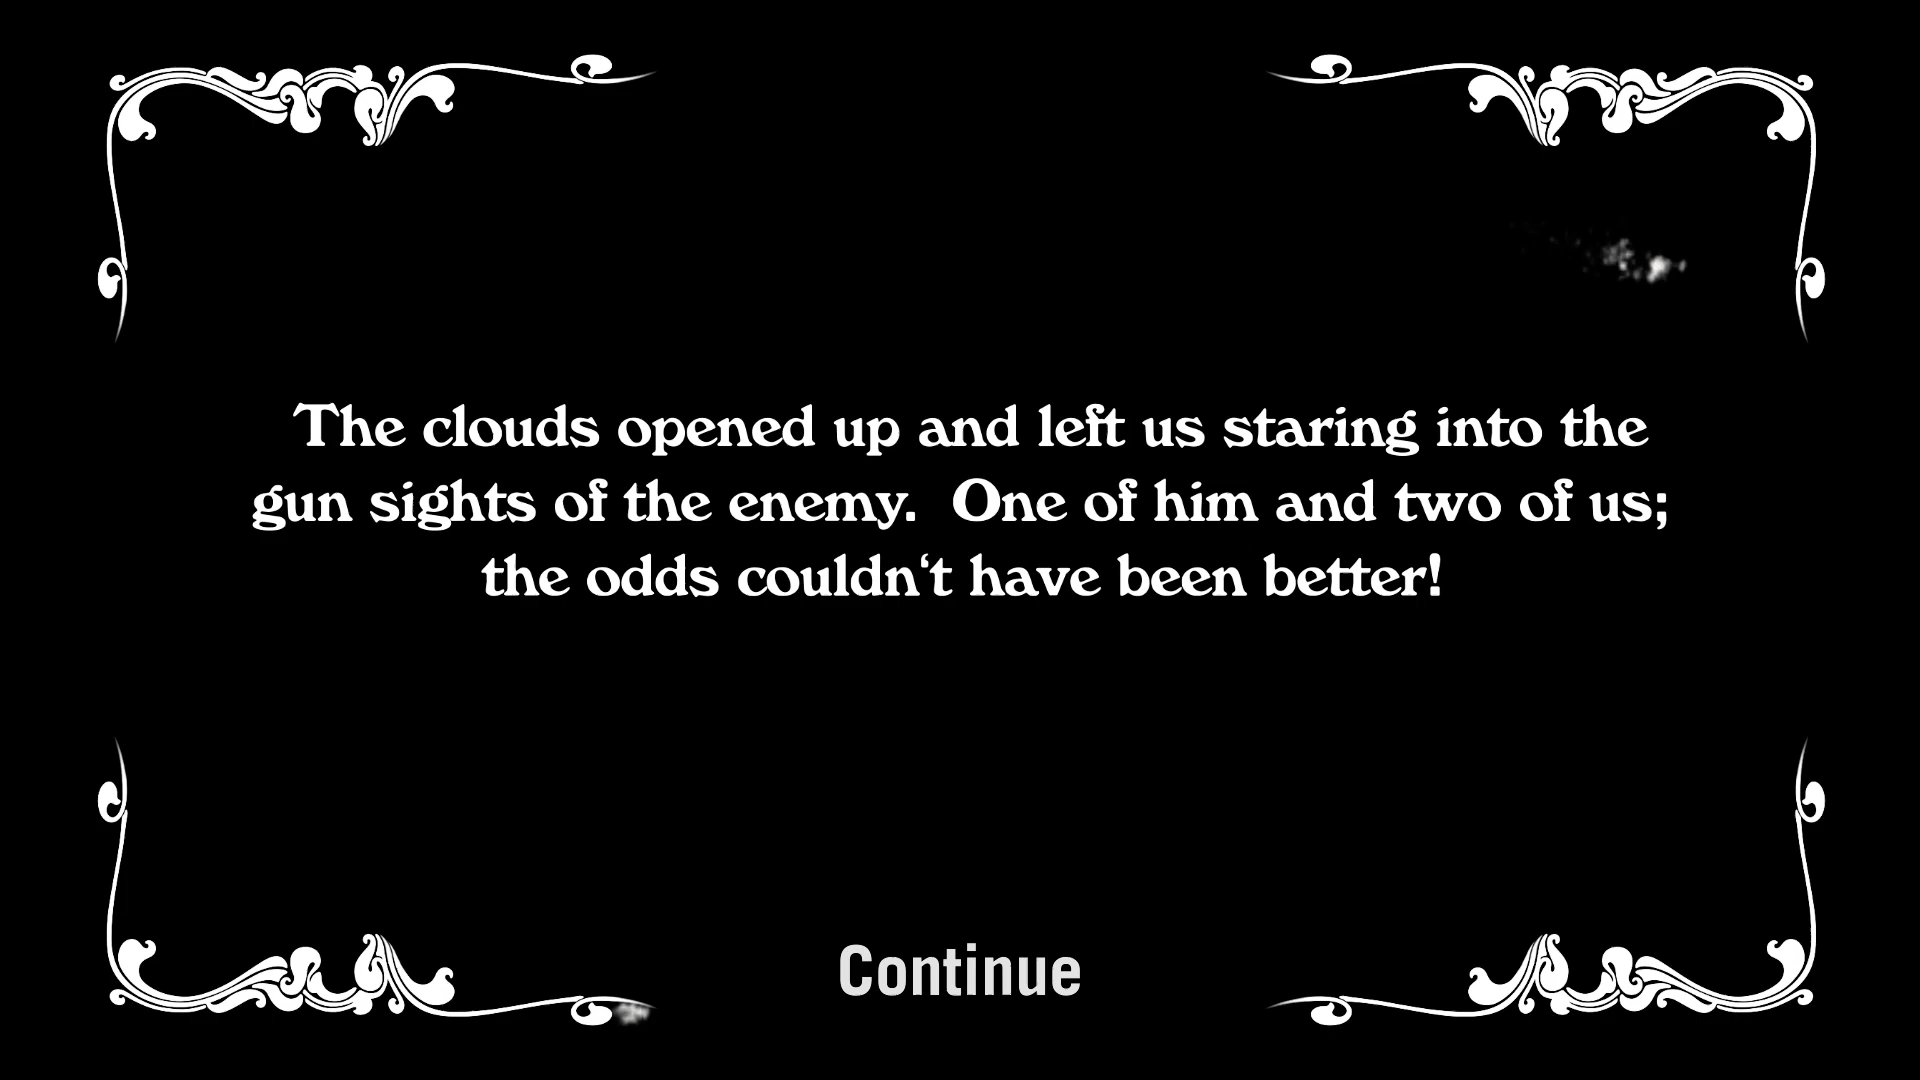 The clouds opened up and left us staring into the
gun sights of the enemy.  One of him and two of us;
the odds couldn‘t have been better!
Continue